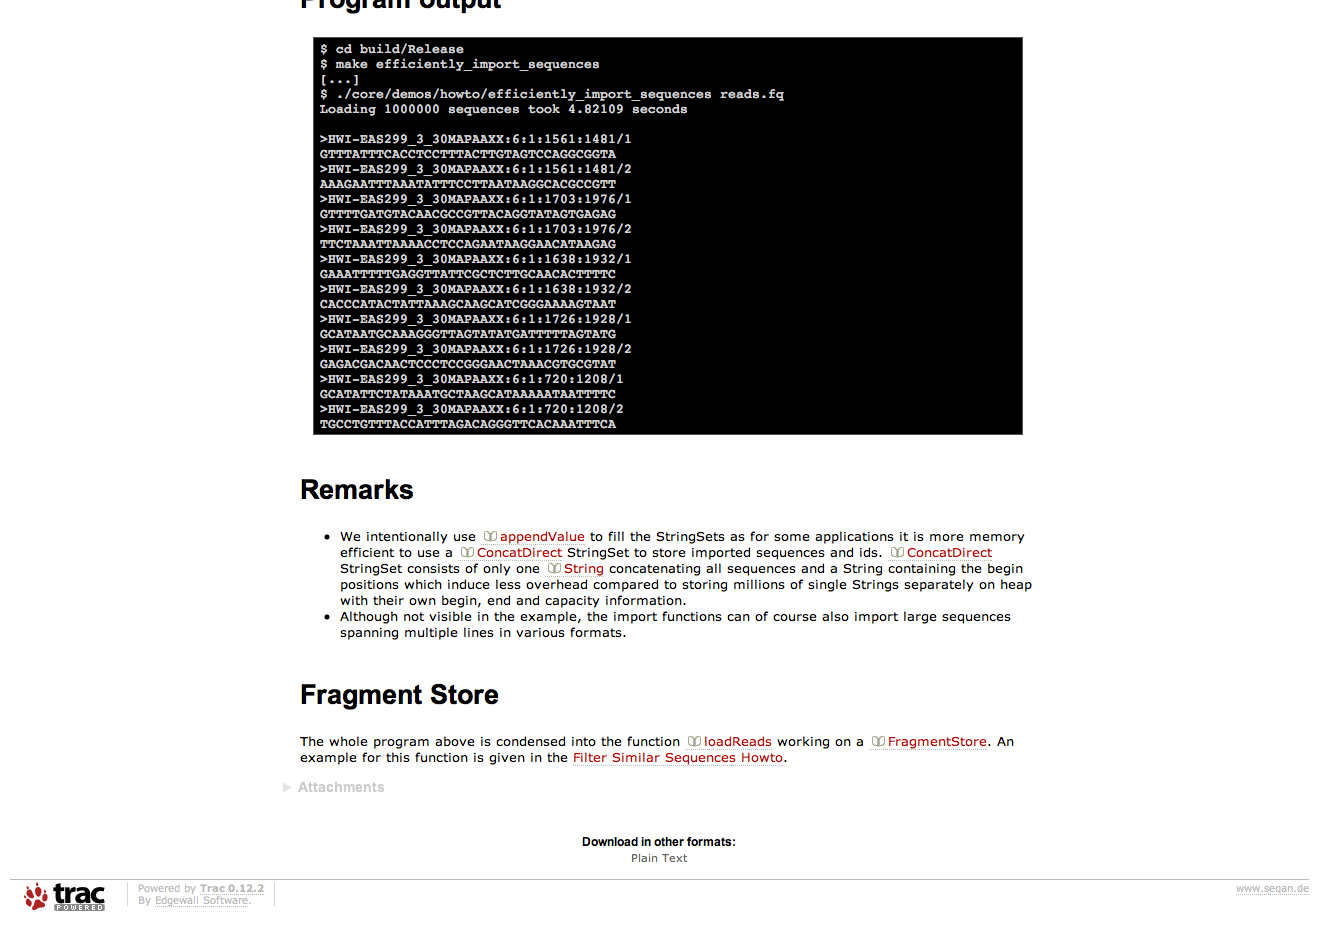 Program output
$ cd build/Release
$ make efficiently_import_sequences
[...]
$ ./core/demos/howto/efficiently_import_sequences reads.fq
Loading 1000000 sequences took 4.82109 seconds
>HWI-EAS299_3_30MAPAAXX:6:1:1561:1481/1
GTTTATTTCACCTCCTTTACTTGTAGTCCAGGCGGTA
>HWI-EAS299_3_30MAPAAXX:6:1:1561:1481/2
AAAGAATTTAAATATTTCCTTAATAAGGCACGCCGTT
>HWI-EAS299_3_30MAPAAXX:6:1:1703:1976/1
GTTTTGATGTACAACGCCGTTACAGGTATAGTGAGAG
>HWI-EAS299_3_30MAPAAXX:6:1:1703:1976/2
TTCTAAATTAAAACCTCCAGAATAAGGAACATAAGAG
>HWI-EAS299_3_30MAPAAXX:6:1:1638:1932/1
GAAATTTTTGAGGTTATTCGCTCTTGCAACACTTTTC
>HWI-EAS299_3_30MAPAAXX:6:1:1638:1932/2
CACCCATACTATTAAAGCAAGCATCGGGAAAAGTAAT
>HWI-EAS299_3_30MAPAAXX:6:1:1726:1928/1
GCATAATGCAAAGGGTTAGTATATGATTTTTAGTATG
>HWI-EAS299_3_30MAPAAXX:6:1:1726:1928/2
GAGACGACAACTCCCTCCGGGAACTAAACGTGCGTAT
>HWI-EAS299_3_30MAPAAXX:6:1:720:1208/1
GCATATTCTATAAATGCTAAGCATAAAAATAATTTTC
>HWI-EAS299_3_30MAPAAXX:6:1:720:1208/2
TGCCTGTTTACCATTTAGACAGGGTTCACAAATTTCA
Remarks
• We intentionally use appendValue to fill the StringSets as for some applications it is more memory
efficient to use a ConcatDirect StringSet to store imported sequences and ids. ConcatDirect
StringSet consists of only one String concatenating all sequences and a String containing the begin
positions which induce less overhead compared to storing millions of single Strings separately on heap
with their own begin, end and capacity information.
• Although not visible in the example, the import functions can of course also import large sequences
spanning multiple lines in various formats.
Fragment Store
The whole program above is condensed into the function loadReads working on a FragmentStore. An
example for this function is given in the Filter Similar Sequences Howto.
Attachments
Download in other formats:
Plain Text
trac
POWERED
Powered by Trac 0.12.2
By Edgewall Software.
www.seqan.de